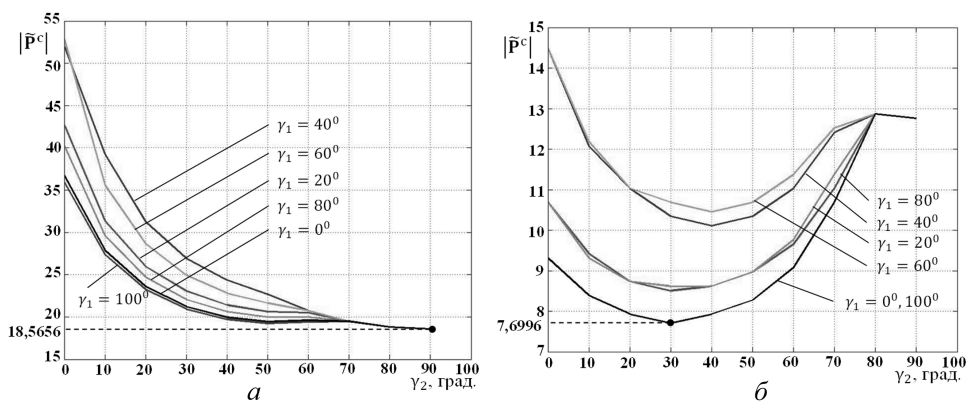 55
|P̃ᶜ|
50
45
40
35
30
25
20
18,5656
15
γ₁ = 40⁰
γ₁ = 60⁰
γ₁ = 20⁰
γ₁ = 80⁰
γ₁ = 0⁰
γ₁ = 100⁰
0 10 20 30 40 50 60 70 80 90 100
γ₂, град.
а
15
|P̃ᶜ|
14
13
12
11
10
9
8
7,6996
7
γ₁ = 80⁰
γ₁ = 40⁰
γ₁ = 20⁰
γ₁ = 60⁰
γ₁ = 0⁰, 100⁰
0 10 20 30 40 50 60 70 80 90 100
γ₂, град.
б